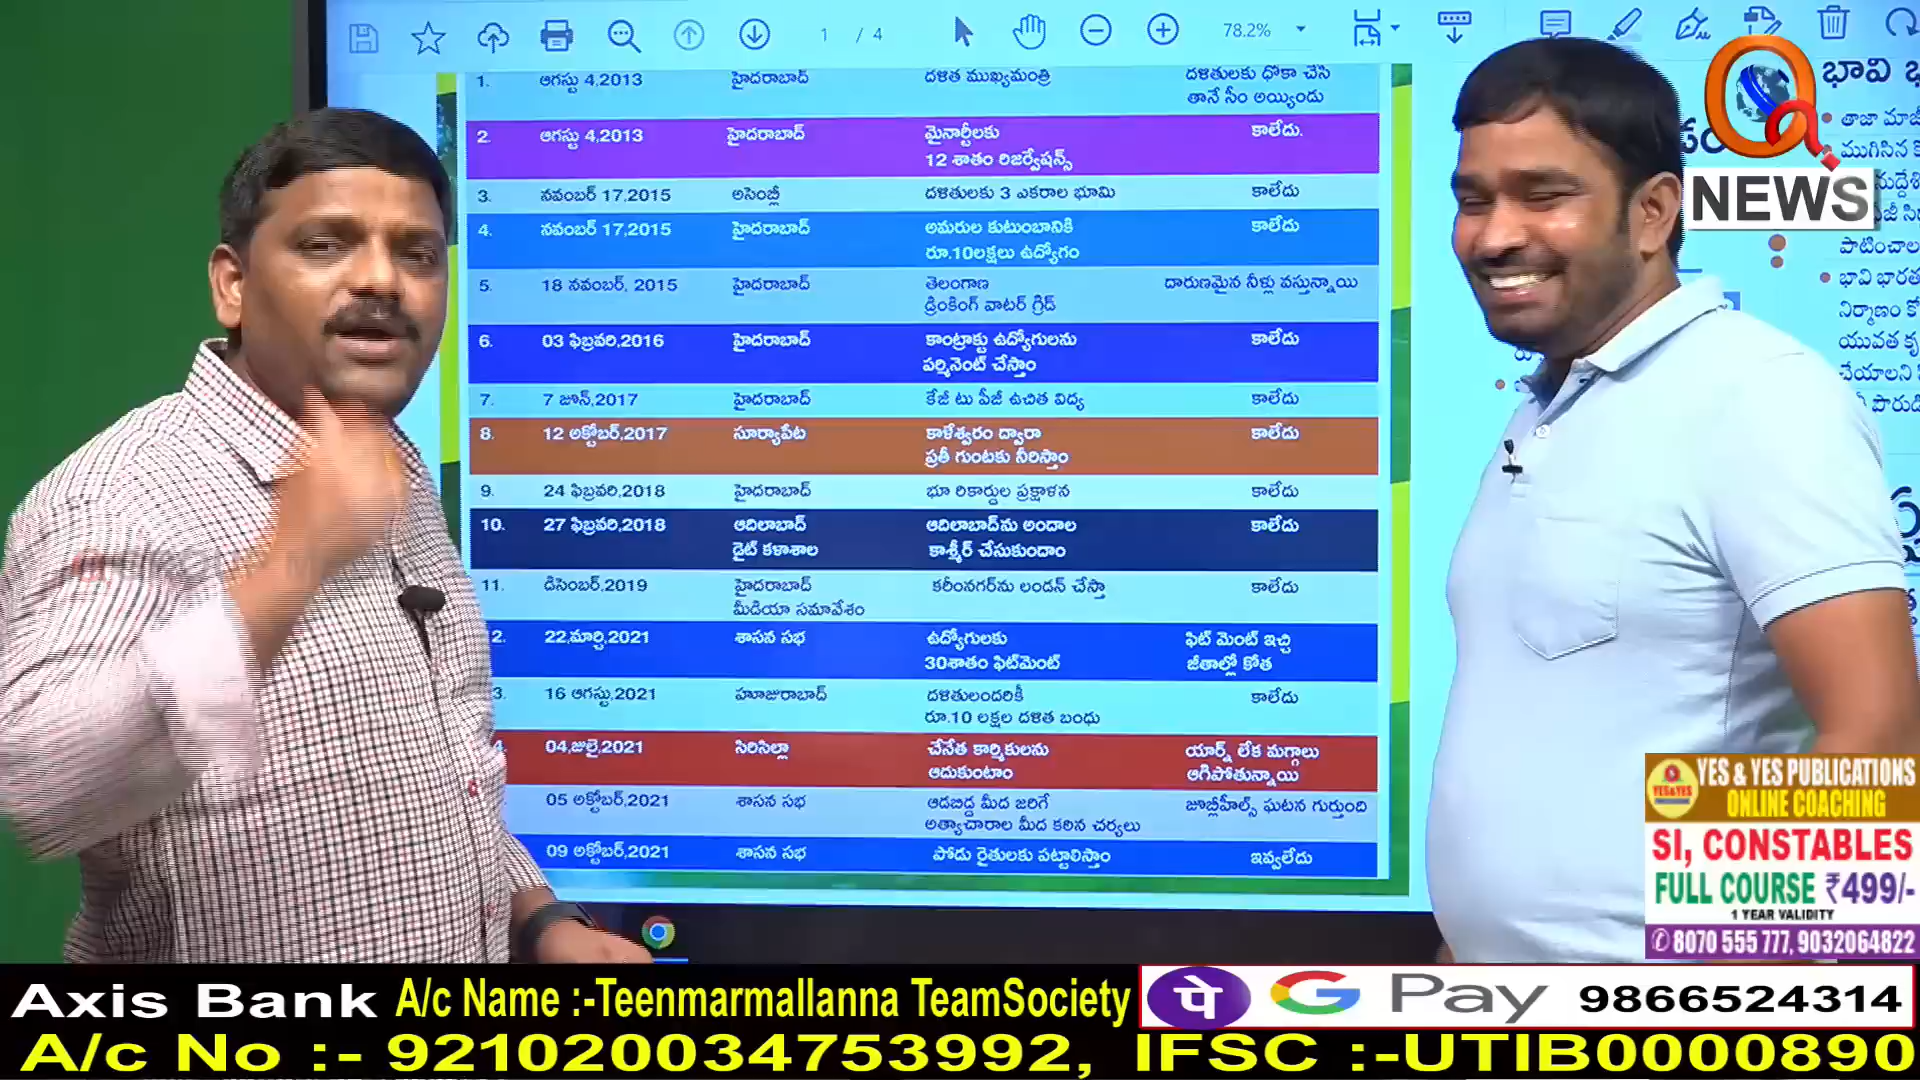 1 / 4
78.2%
1. ఆగస్టు 4,2013 హైదరాబాద్ దళిత ముఖ్యమంత్రి దళితులకు ధోకా చేసి
తానే సీం అయ్యిండు
2. ఆగస్టు 4,2013 హైదరాబాద్ మైనార్టీలకు కాలేదు.
12 శాతం రిజర్వేషన్స్
3. నవంబర్ 17,2015 అసెంబ్లీ దళితులకు 3 ఎకరాల భూమి కాలేదు
4. నవంబర్ 17,2015 హైదరాబాద్ అమరుల కుటుంబానికి కాలేదు
రూ.10లక్షలు ఉద్యోగం
5. 18 నవంబర్, 2015 హైదరాబాద్ తెలంగాణ దారుణమైన నీళ్లు వస్తున్నాయి
డ్రింకింగ్ వాటర్ గ్రిడ్
6. 03 ఫిబ్రవరి,2016 హైదరాబాద్ కాంట్రాక్టు ఉద్యోగులను కాలేదు
పర్మినెంట్ చేస్తాం
7. 7 జూన్,2017 హైదరాబాద్ కేజీ టు పీజీ ఉచిత విద్య కాలేదు
8. 12 అక్టోబర్,2017 సూర్యాపేట కాళేశ్వరం ద్వారా కాలేదు
ప్రతీ గుంటకు నీరిస్తాం
9. 24 ఫిబ్రవరి,2018 హైదరాబాద్ భూ రికార్డుల ప్రక్షాళన కాలేదు
10. 27 ఫిబ్రవరి,2018 ఆదిలాబాద్ ఆదిలాబాద్‌ను అందాల కాలేదు
డైట్ కళాశాల కాశ్మీర్ చేసుకుందాం
11. డిసెంబర్,2019 హైదరాబాద్ కరీంనగర్‌ను లండన్ చేస్తా కాలేదు
మీడియా సమావేశం
2. 22,మార్చి,2021 శాసన సభ ఉద్యోగులకు ఫిట్ మెంట్ ఇచ్చి
30శాతం ఫిట్‌మెంట్ జీతాల్లో కోత
3. 16 ఆగస్టు,2021 హుజురాబాద్ దళితులందరికీ కాలేదు
రూ.10 లక్షల దళిత బంధు
4. 04,జులై,2021 సిరిసిల్లా చేనేత కార్మికులను యార్న్ లేక మగ్గాలు
ఆదుకుంటాం ఆగిపోతున్నాయి
05 అక్టోబర్,2021 శాసన సభ ఆడబిడ్డ మీద జరిగే జూబ్లీహిల్స్ ఘటన గుర్తుంది
అత్యాచారాల మీద కఠిన చర్యలు
09 అక్టోబర్,2021 శాసన సభ పోడు రైతులకు పట్టాలిస్తాం ఇవ్వలేదు
భావి
తాజా
ముగిసిన
పాటించాల
భావి భారత
నిర్మాణం
యువత
చేయాలని
Q
NEWS
YES & YES PUBLICATIONS
ONLINE COACHING
YES&YES
SI, CONSTABLES
FULL COURSE ₹499/-
1 YEAR VALIDITY
8070 555 777, 9032064822
Axis Bank A/c Name :-Teenmarmallanna TeamSociety
पे G Pay 9866524314
A/c No :- 921020034753992, IFSC :-UTIB0000890